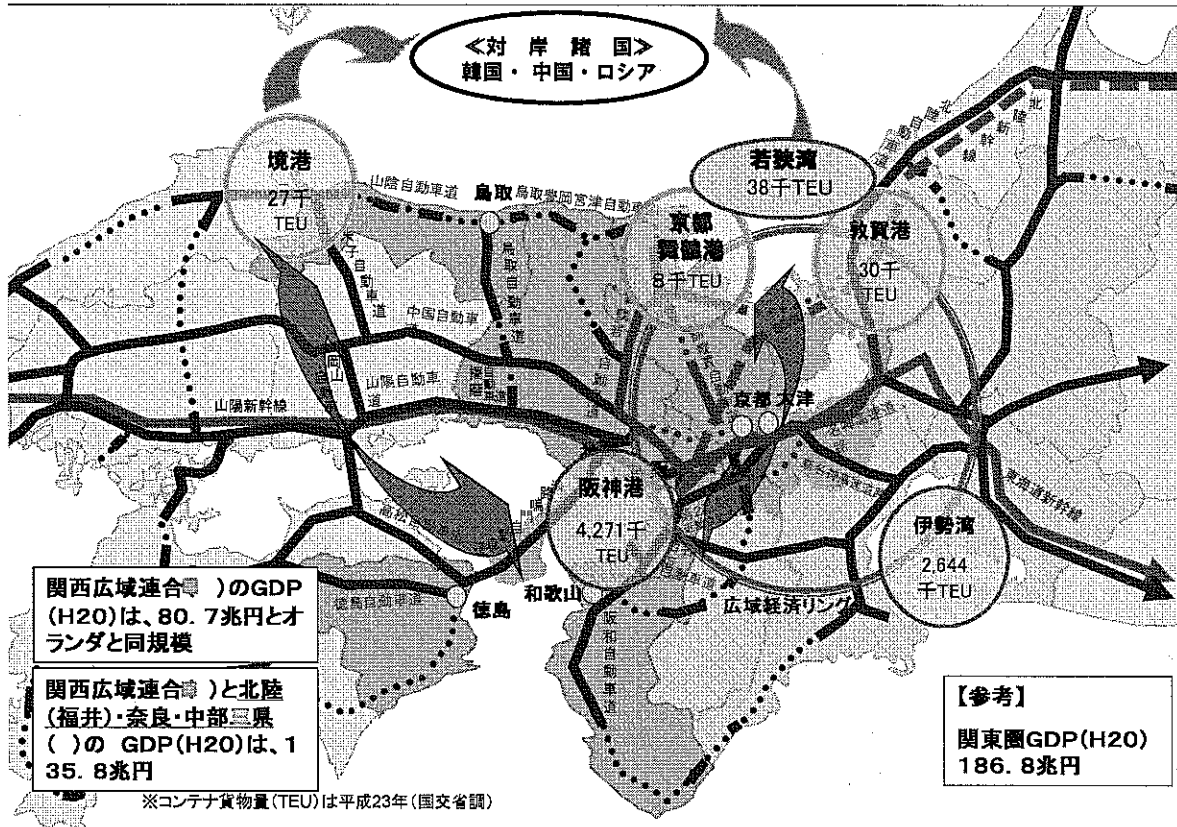 ≪対 岸 諸 国≫
韓国・中国・ロシア
境港
27千
TEU
山陰自動車道
鳥取
鳥取豊岡宮津自動車
若狭湾
38千TEU
京都
舞鶴港
8千TEU
敦賀港
30千
TEU
北陸自動車道
北陸新幹線
米子自動車道
鳥取自動車道
中国自動車
岡山
山陽自動車
道
山陽新幹線
京都
大津
阪神港
4,271千
TEU
東海道新幹線
伊勢湾
2,644
千TEU
広域経済リング
徳島自動車道
徳島
和歌山
阪和自動車道
関西広域連合 )のGDP
(H20)は、80.7兆円とオ
ランダと同規模
関西広域連合 )と北陸
(福井)・奈良・中部三県
( )の GDP(H20)は、1
35.8兆円
【参考】
関東圏GDP(H20)
186.8兆円
※コンテナ貨物量(TEU)は平成23年(国交省調)